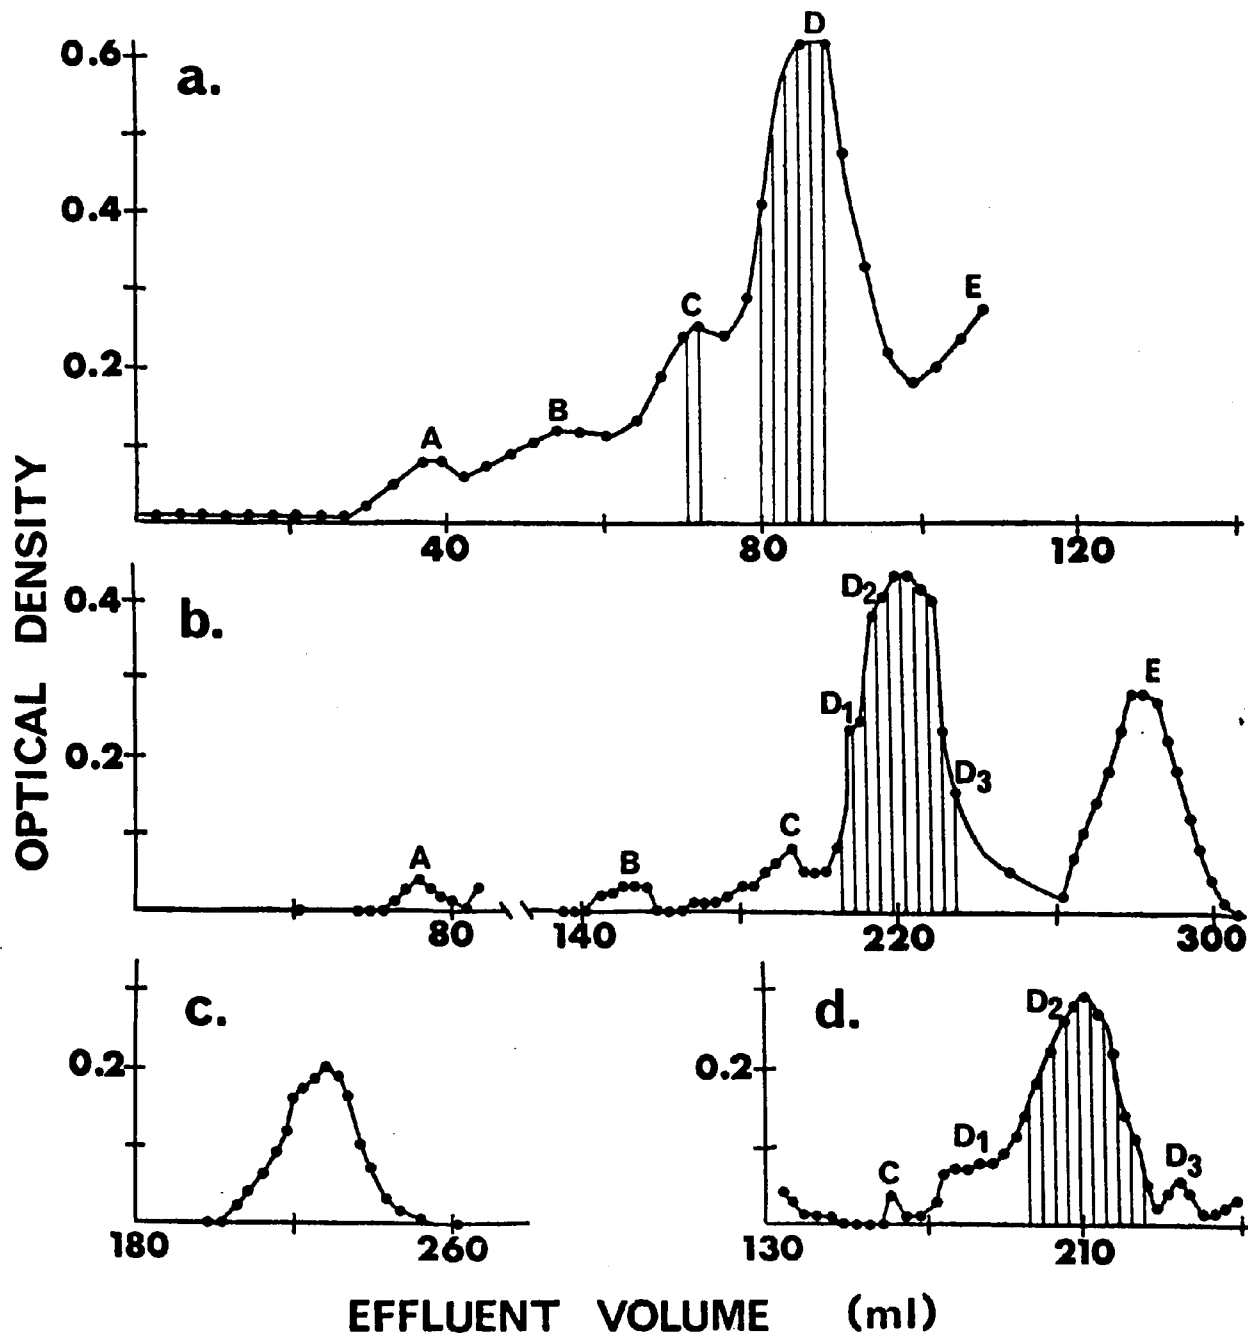 OPTICAL DENSITY
a.
0.6
0.4
0.2
A
B
C
D
E
40 80 120
b.
0.4
0.2
A
B
C
D1
D2
D3
E
80 140 220 300
c.
0.2
180 260
d.
0.2
C
D1
D2
D3
130 210
EFFLUENT VOLUME (ml)